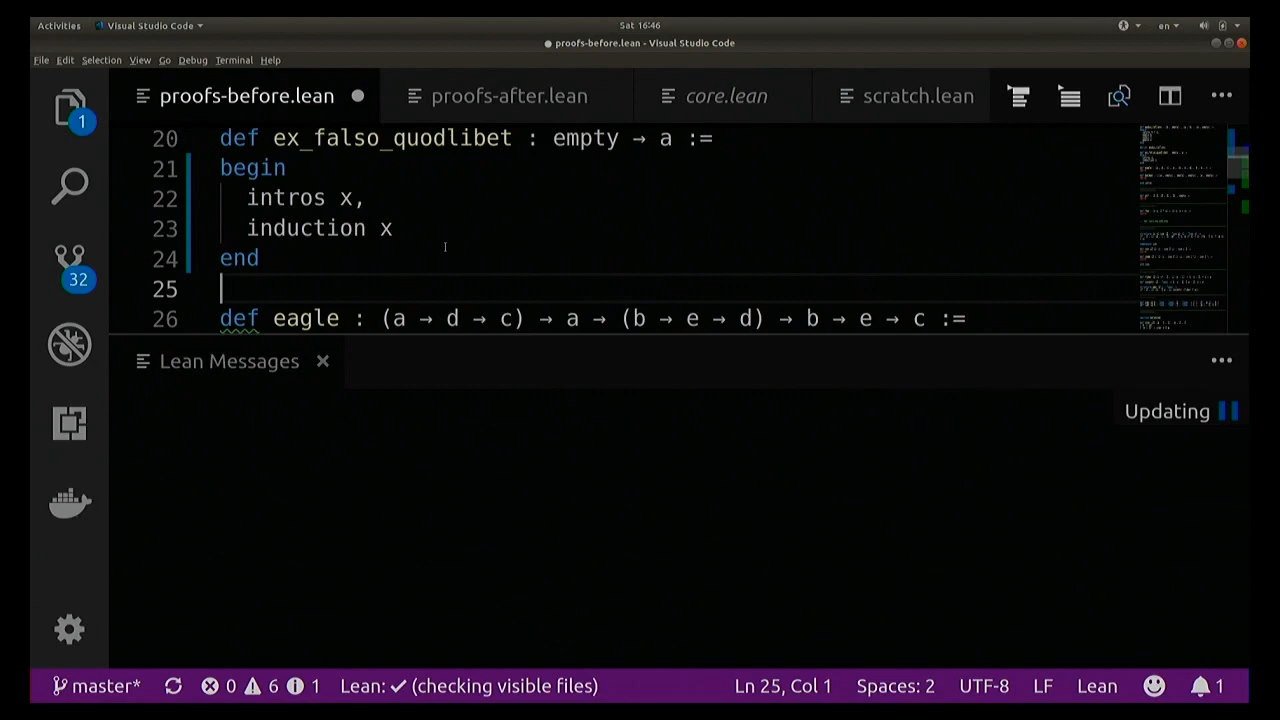 Activities Visual Studio Code Sat 16:46 en
● proofs-before.lean - Visual Studio Code
File Edit Selection View Go Debug Terminal Help
proofs-before.lean proofs-after.lean core.lean scratch.lean
1
32
20 def ex_falso_quodlibet : empty → a :=
21 begin
22 intros x,
23 induction x
24 end
25
26 def eagle : (a → d → c) → a → (b → e → d) → b → e → c :=
Lean Messages
Updating
master* 0 6 1 Lean: ✓ (checking visible files) Ln 25, Col 1 Spaces: 2 UTF-8 LF Lean 1